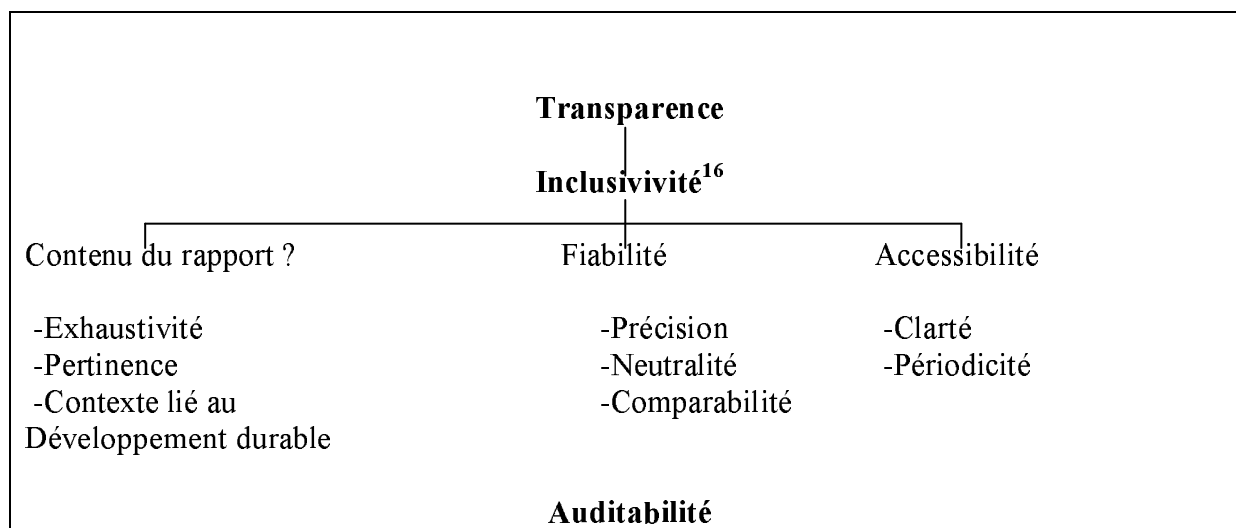 Transparence
Inclusivivité16
Contenu du rapport ? Fiabilité Accessibilité
-Exhaustivité -Précision -Clarté
-Pertinence -Neutralité -Périodicité
-Contexte lié au -Comparabilité
Développement durable
Auditabilité